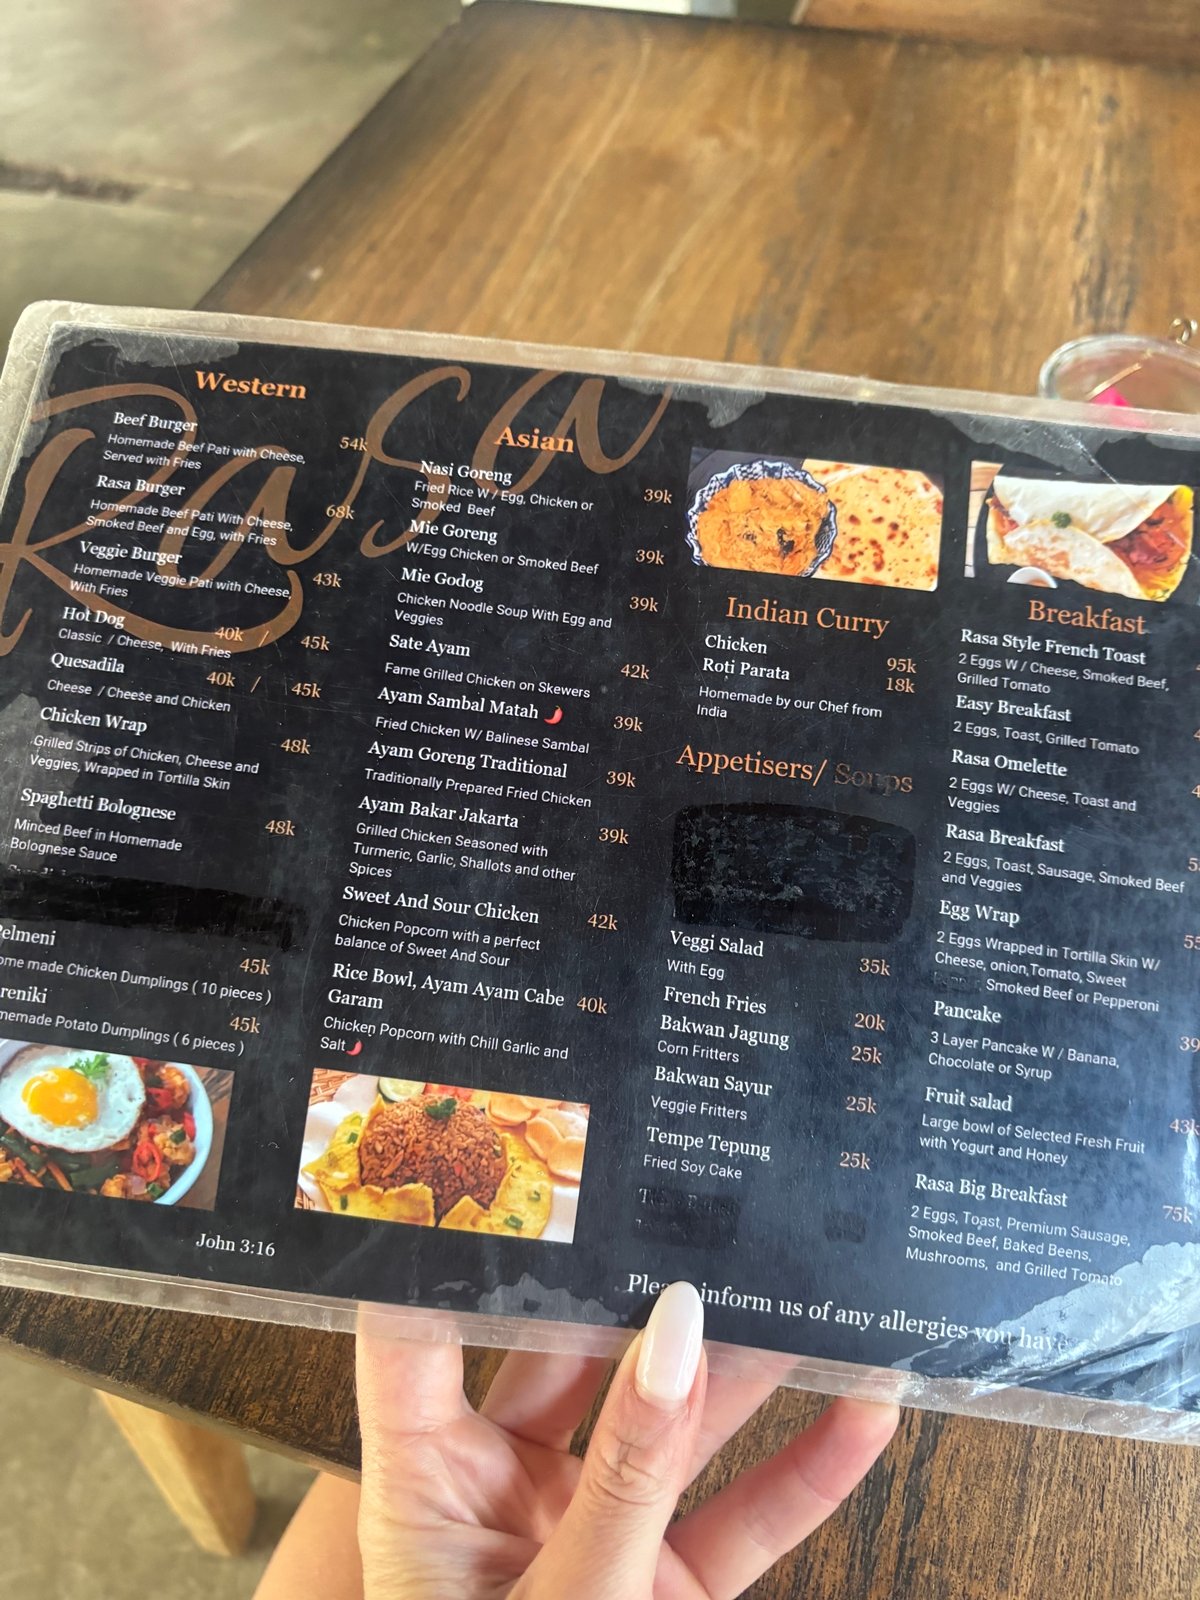 Rasa
Western
Beef Burger
Homemade Beef Pati with Cheese, 54k
Served with Fries
Rasa Burger
Homemade Beef Pati With Cheese, 68k
Smoked Beef and Egg, with Fries
Veggie Burger
Homemade Veggie Pati with Cheese, 43k
With Fries
Hot Dog 40k / 45k
Classic / Cheese, With Fries
Quesadila 40k / 45k
Cheese / Cheese and Chicken
Chicken Wrap 48k
Grilled Strips of Chicken, Cheese and
Veggies, Wrapped in Tortilla Skin
Spaghetti Bolognese 48k
Minced Beef in Homemade
Bolognese Sauce
elmeni 45k
ome made Chicken Dumplings ( 10 pieces )
reniki 45k
memade Potato Dumplings ( 6 pieces )
John 3:16
Asian
Nasi Goreng 39k
Fried Rice W / Egg, Chicken or
Smoked Beef
Mie Goreng 39k
W/Egg Chicken or Smoked Beef
Mie Godog 39k
Chicken Noodle Soup With Egg and
Veggies
Sate Ayam 42k
Fame Grilled Chicken on Skewers
Ayam Sambal Matah 39k
Fried Chicken W/ Balinese Sambal
Ayam Goreng Traditional 39k
Traditionally Prepared Fried Chicken
Ayam Bakar Jakarta 39k
Grilled Chicken Seasoned with
Turmeric, Garlic, Shallots and other
Spices
Sweet And Sour Chicken 42k
Chicken Popcorn with a perfect
balance of Sweet And Sour
Rice Bowl, Ayam Ayam Cabe 40k
Garam
Chicken Popcorn with Chill Garlic and
Salt
Indian Curry
Chicken 95k
Roti Parata 18k
Homemade by our Chef from
India
Appetisers/ Soups
Veggi Salad 35k
With Egg
French Fries 20k
Bakwan Jagung 25k
Corn Fritters
Bakwan Sayur 25k
Veggie Fritters
Tempe Tepung 25k
Fried Soy Cake
Breakfast
Rasa Style French Toast
2 Eggs W / Cheese, Smoked Beef,
Grilled Tomato
Easy Breakfast
2 Eggs, Toast, Grilled Tomato
Rasa Omelette
2 Eggs W/ Cheese, Toast and
Veggies
Rasa Breakfast
2 Eggs, Toast, Sausage, Smoked Beef
and Veggies
Egg Wrap
2 Eggs Wrapped in Tortilla Skin W/
Cheese, onion,Tomato, Sweet
Smoked Beef or Pepperoni
Pancake 39
3 Layer Pancake W / Banana,
Chocolate or Syrup
Fruit salad 43k
Large bowl of Selected Fresh Fruit
with Yogurt and Honey
Rasa Big Breakfast 75k
2 Eggs, Toast, Premium Sausage,
Smoked Beef, Baked Beens,
Mushrooms, and Grilled Tomato
Please inform us of any allergies you have